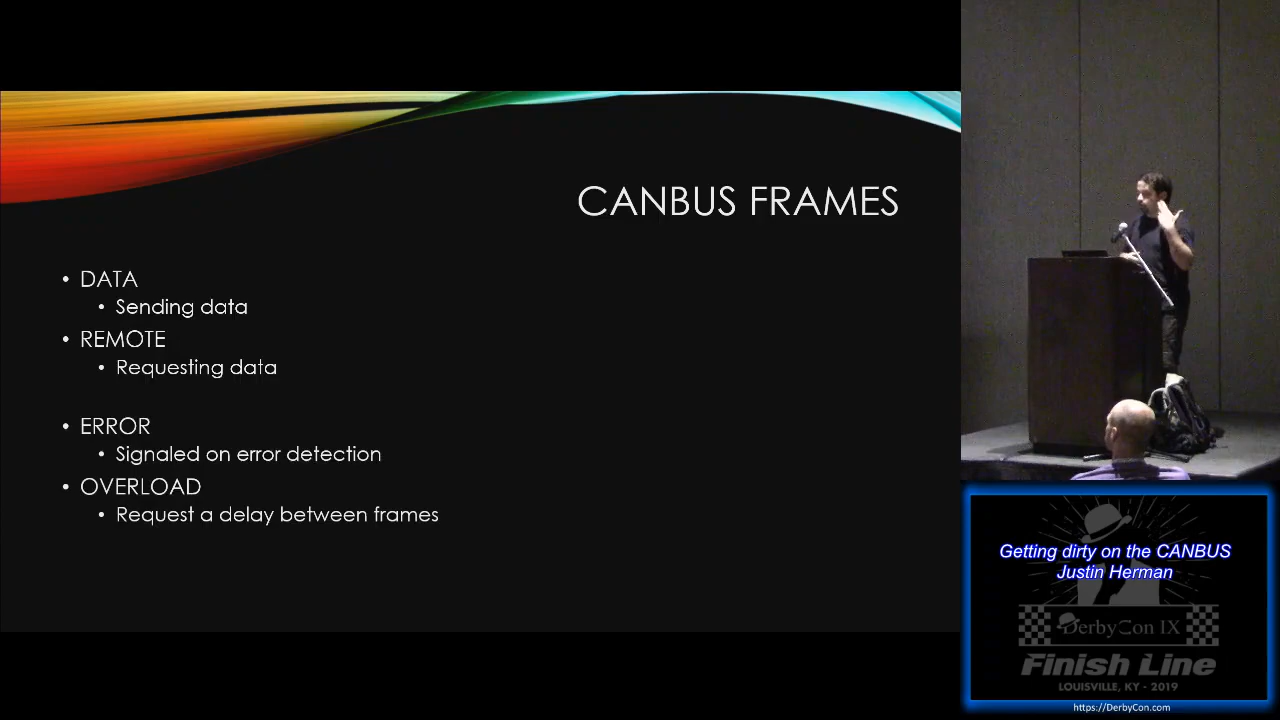 CANBUS FRAMES
• DATA
• Sending data
• REMOTE
• Requesting data
• ERROR
• Signaled on error detection
• OVERLOAD
• Request a delay between frames
Getting dirty on the CANBUS
Justin Herman
DerbyCon IX
Finish Line
LOUISVILLE, KY - 2019
https://DerbyCon.com